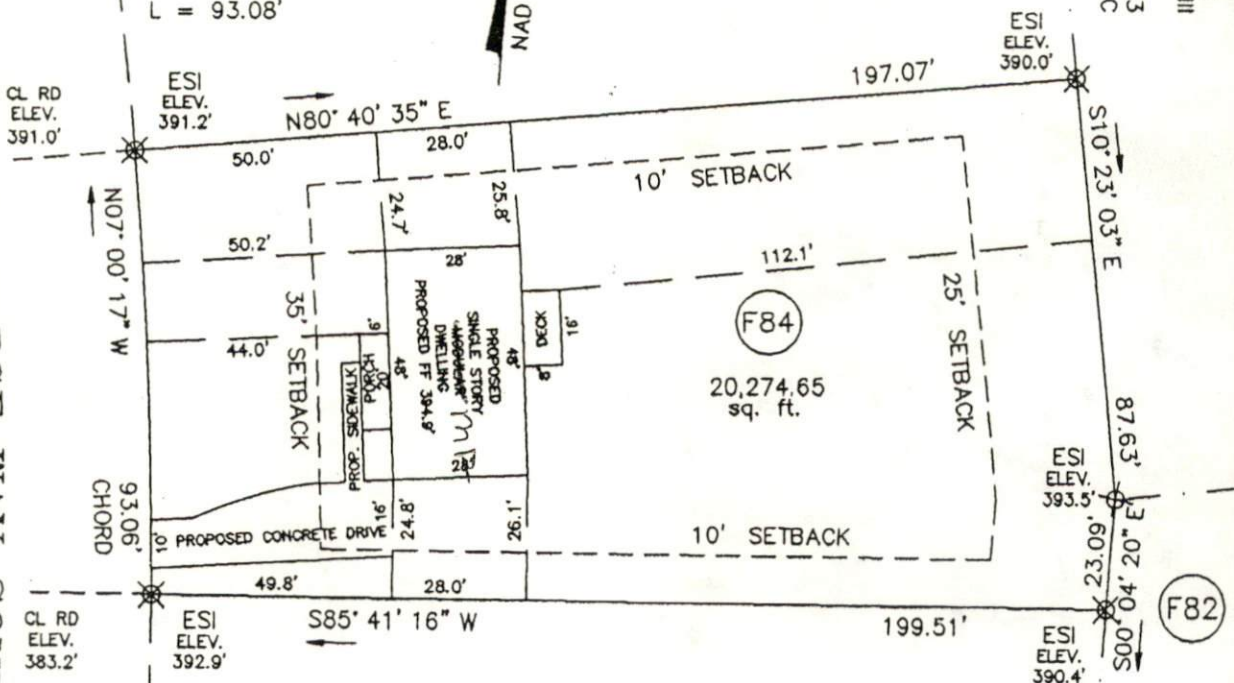 L = 93.08'
NAD
3
C
CL RD
ELEV.
391.0'
ESI
ELEV.
391.2'
N80° 40' 35" E
197.07'
ESI
ELEV.
390.0'
50.0'
28.0'
10' SETBACK
S10° 23' 03" E
N07° 00' 17" W
24.7'
25.8'
50.2'
28'
112.1'
35' SETBACK
44.0'
6'
PORCH
20'
48'
PROPOSED
SINGLE STORY
DWELLING
PROPOSED FF 394.9'
48'
DECK
16'
8'
F84
20,274.65
sq. ft.
25' SETBACK
PROP. SIDEWALK
28'
87.63'
93.06'
CHORD
10'
PROPOSED CONCRETE DRIVE
16'
24.8'
26.1'
10' SETBACK
ESI
ELEV.
393.5'
23.09'
S00° 04' 20" E
F82
49.8'
28.0'
S85° 41' 16" W
199.51'
CL RD
ELEV.
383.2'
ESI
ELEV.
392.9'
ESI
ELEV.
390.4'